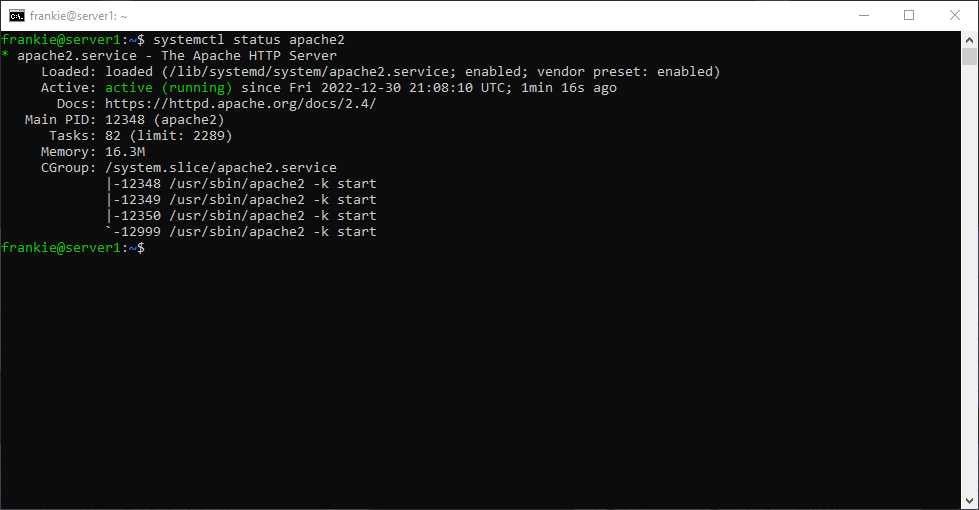 frankie@server1: ~
frankie@server1:~$ systemctl status apache2
* apache2.service - The Apache HTTP Server
     Loaded: loaded (/lib/systemd/system/apache2.service; enabled; vendor preset: enabled)
     Active: active (running) since Fri 2022-12-30 21:08:10 UTC; 1min 16s ago
       Docs: https://httpd.apache.org/docs/2.4/
   Main PID: 12348 (apache2)
      Tasks: 82 (limit: 2289)
     Memory: 16.3M
     CGroup: /system.slice/apache2.service
             |-12348 /usr/sbin/apache2 -k start
             |-12349 /usr/sbin/apache2 -k start
             |-12350 /usr/sbin/apache2 -k start
             `-12999 /usr/sbin/apache2 -k start
frankie@server1:~$